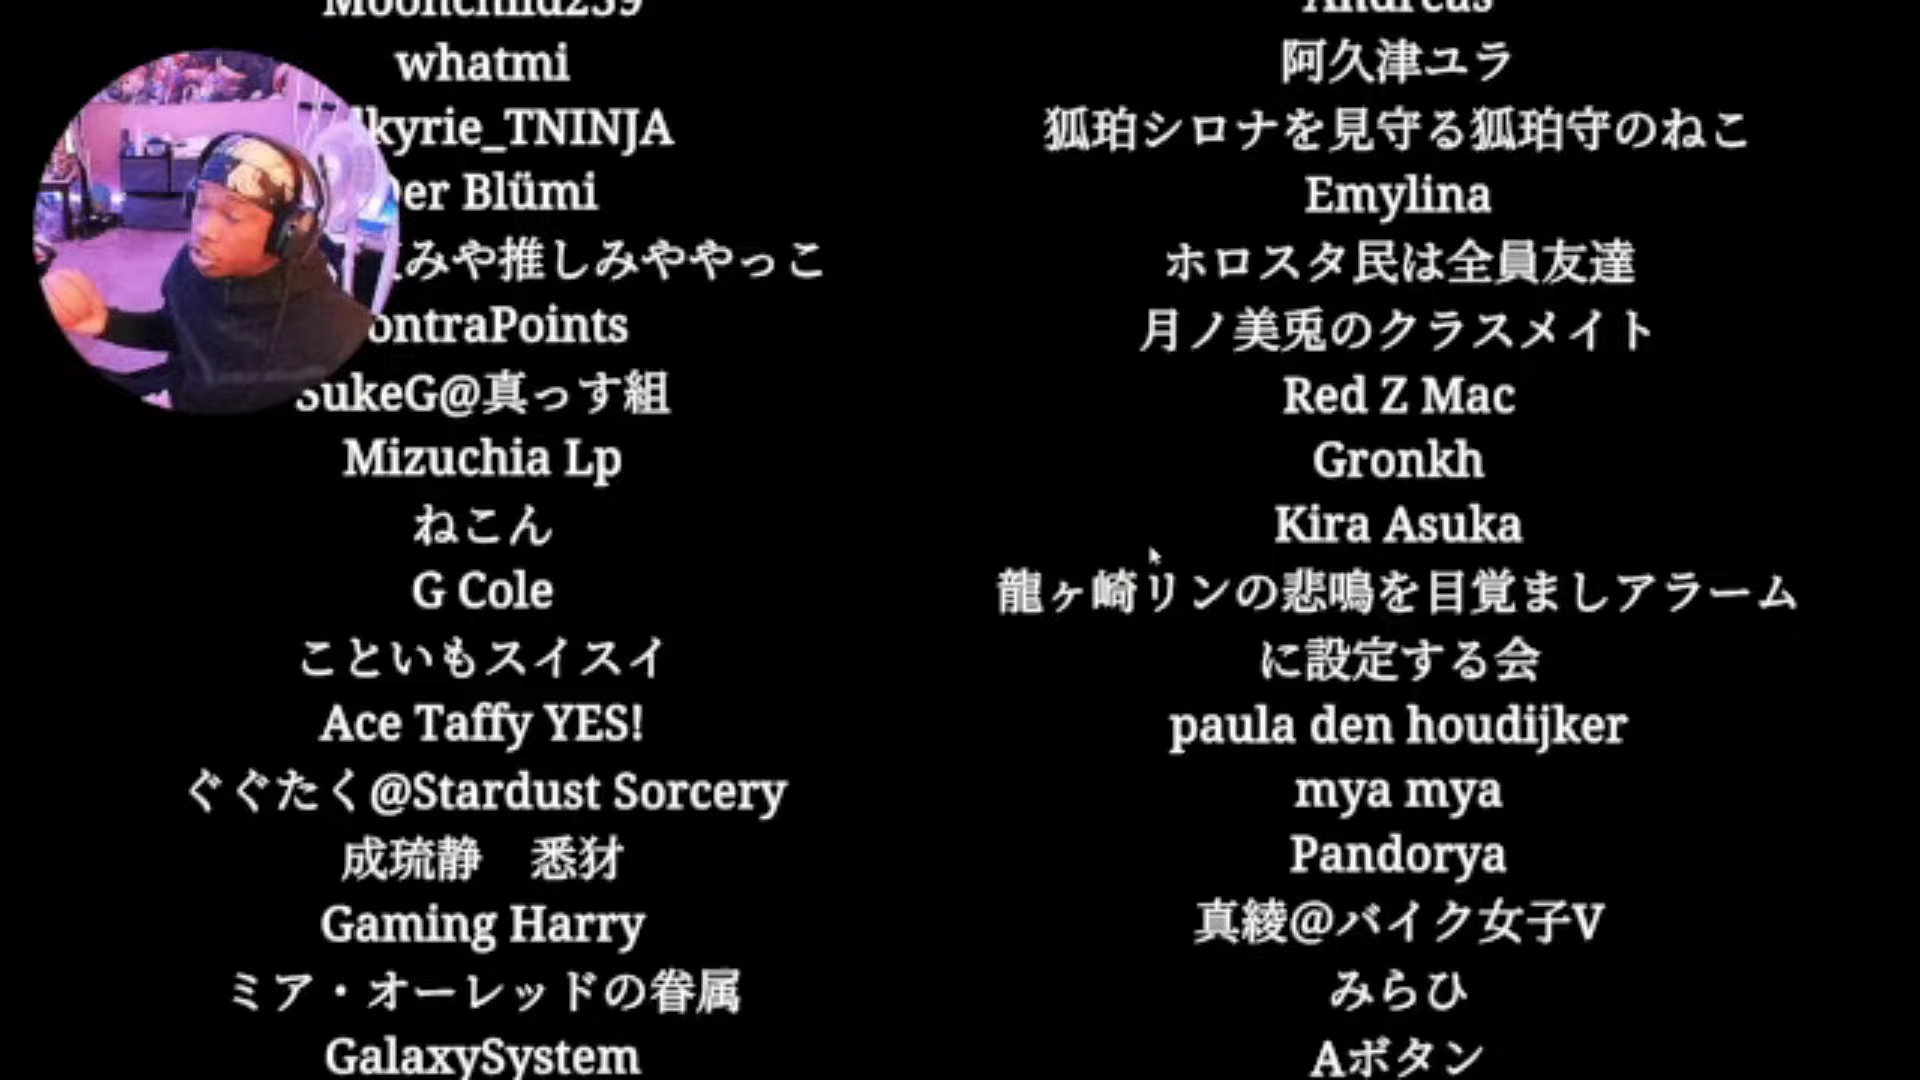 whatmi
lkyrie_TNINJA
er Blümi
みや推しみややっこ
ontraPoints
SukeG@真っす組
Mizuchia Lp
ねこん
G Cole
こといもスイスイ
Ace Taffy YES!
ぐぐたく@Stardust Sorcery
成琉静　悉犲
Gaming Harry
ミア・オーレッドの眷属
GalaxySystem
Andreas
阿久津ユラ
狐珀シロナを見守る狐珀守のねこ
Emylina
ホロスタ民は全員友達
月ノ美兎のクラスメイト
Red Z Mac
Gronkh
Kira Asuka
龍ヶ崎リンの悲鳴を目覚ましアラーム
に設定する会
paula den houdijker
mya mya
Pandorya
真綾@バイク女子V
みらひ
Aボタン